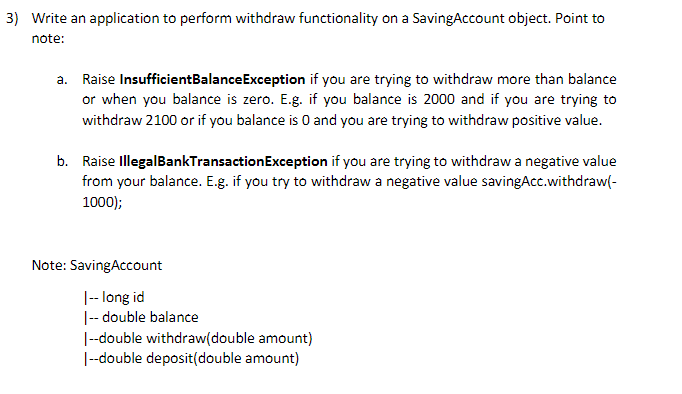 3) Write an application to perform withdraw functionality on a SavingAccount object. Point to
note:
a. Raise InsufficientBalanceException if you are trying to withdraw more than balance
or when you balance is zero. E.g. if you balance is 2000 and if you are trying to
withdraw 2100 or if you balance is 0 and you are trying to withdraw positive value.
b. Raise IllegalBankTransactionException if you are trying to withdraw a negative value
from your balance. E.g. if you try to withdraw a negative value savingAcc.withdraw(-
1000);
Note: SavingAccount
|-- long id
|-- double balance
|--double withdraw(double amount)
|--double deposit(double amount)